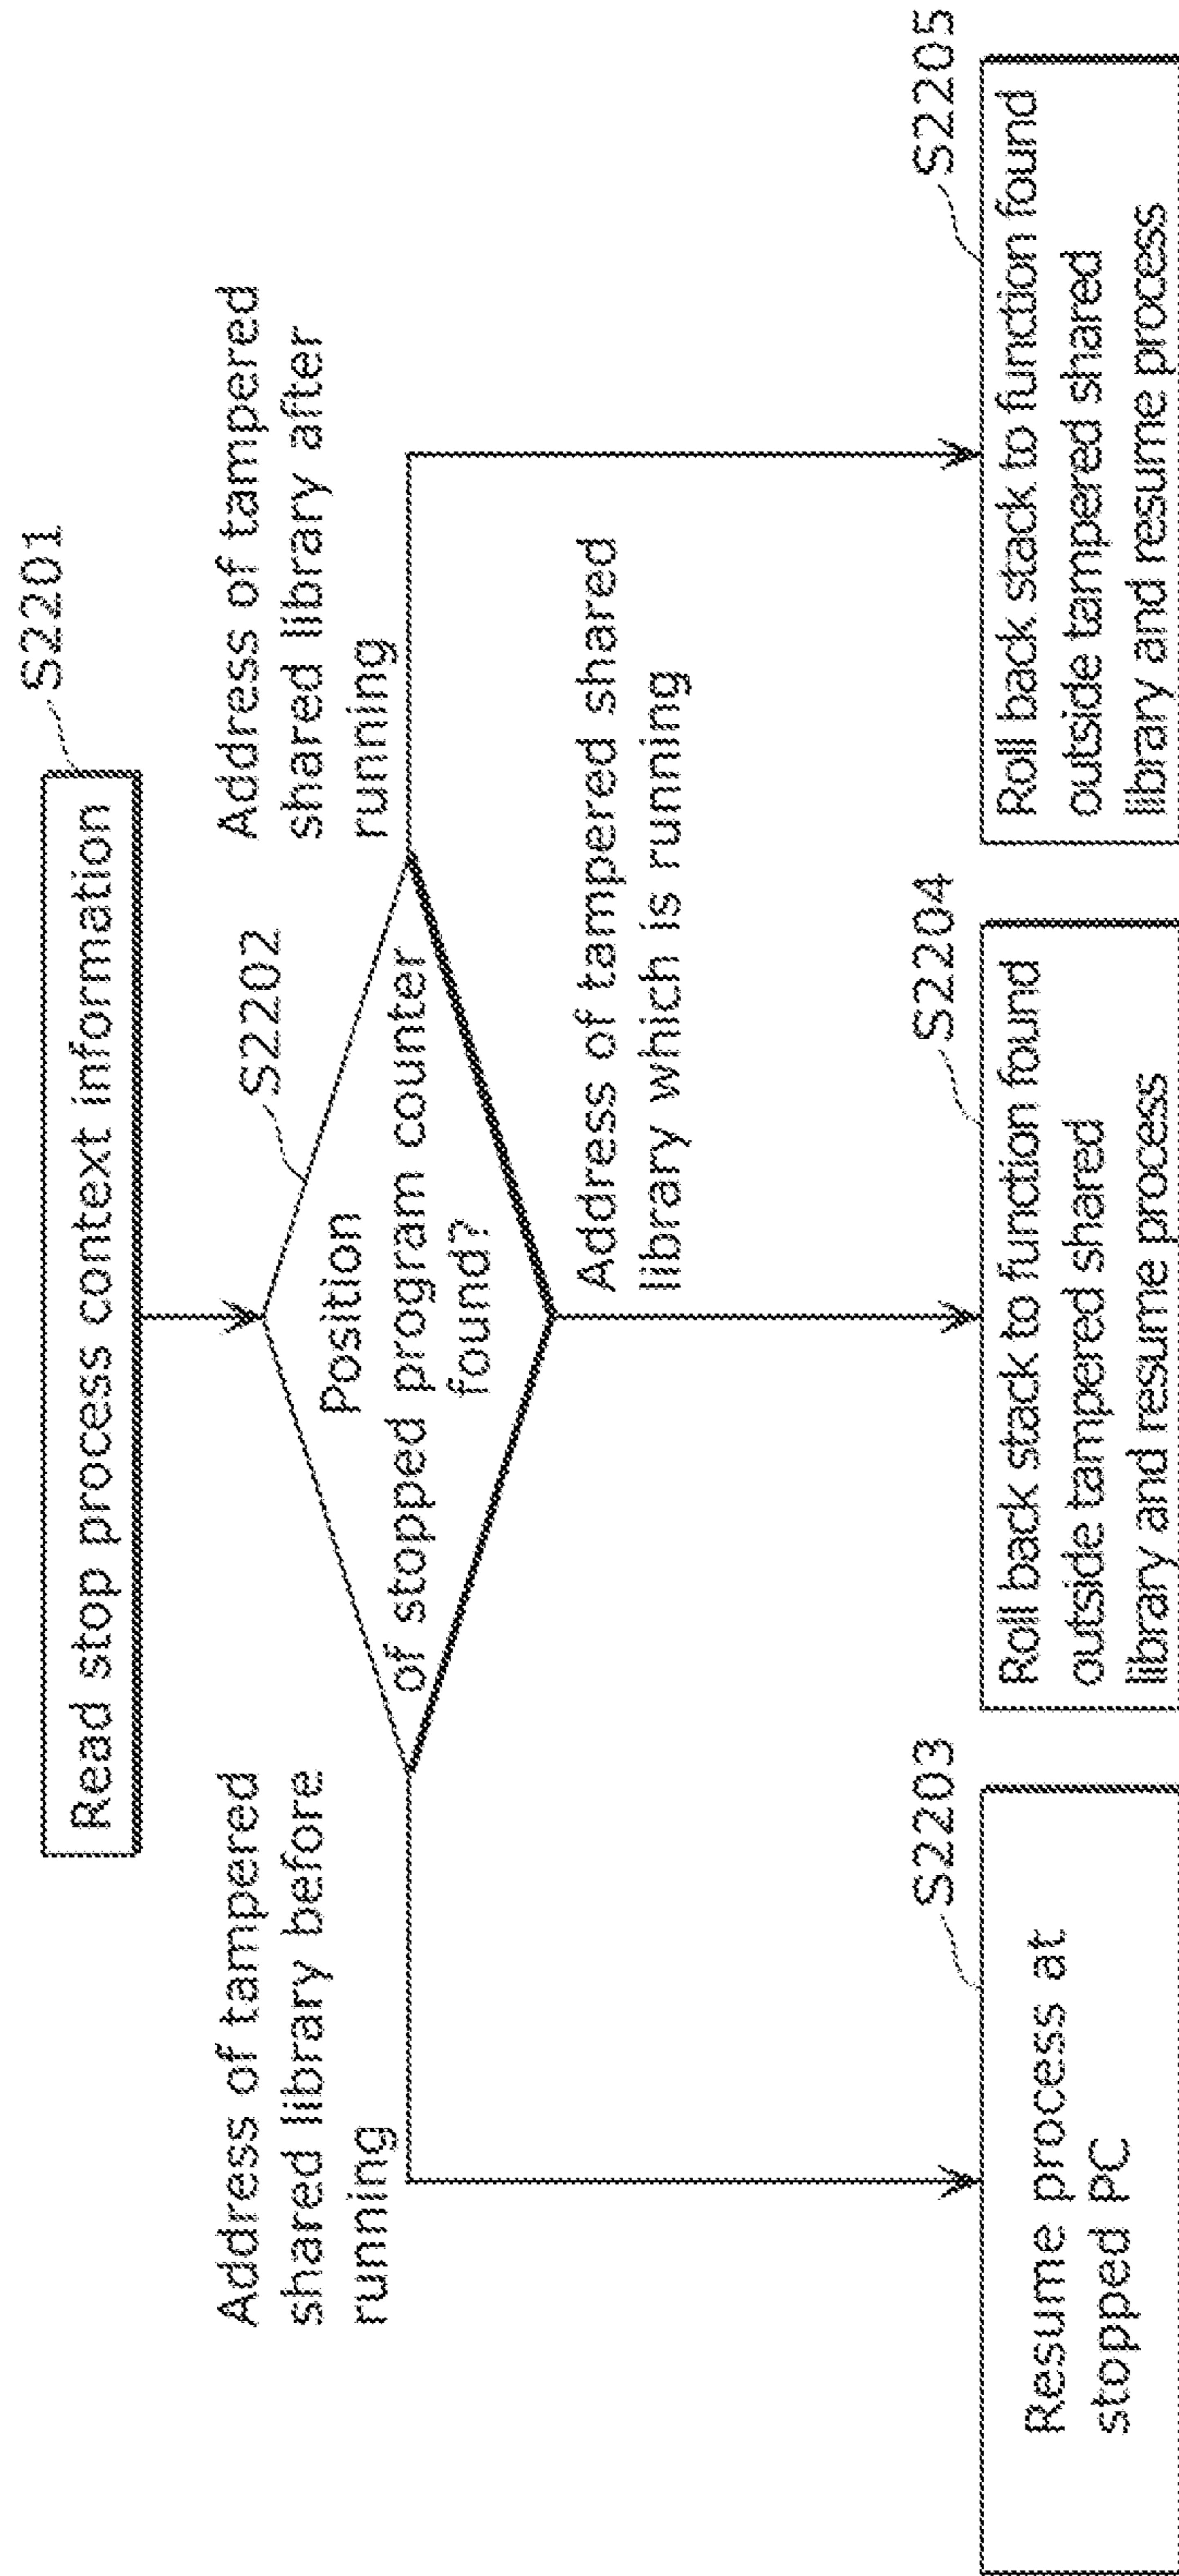 S2201
Read stop process context information
S2202
Position
of stopped program counter
found?
Address of tampered
shared library before
running
Address of tampered
shared library after
running
Address of tampered shared
library which is running
S2203
Resume process at
stopped PC
S2204
Roll back stack to function found
outside tampered shared
library and resume process
S2205
Roll back stack to function found
outside tampered shared
library and resume process